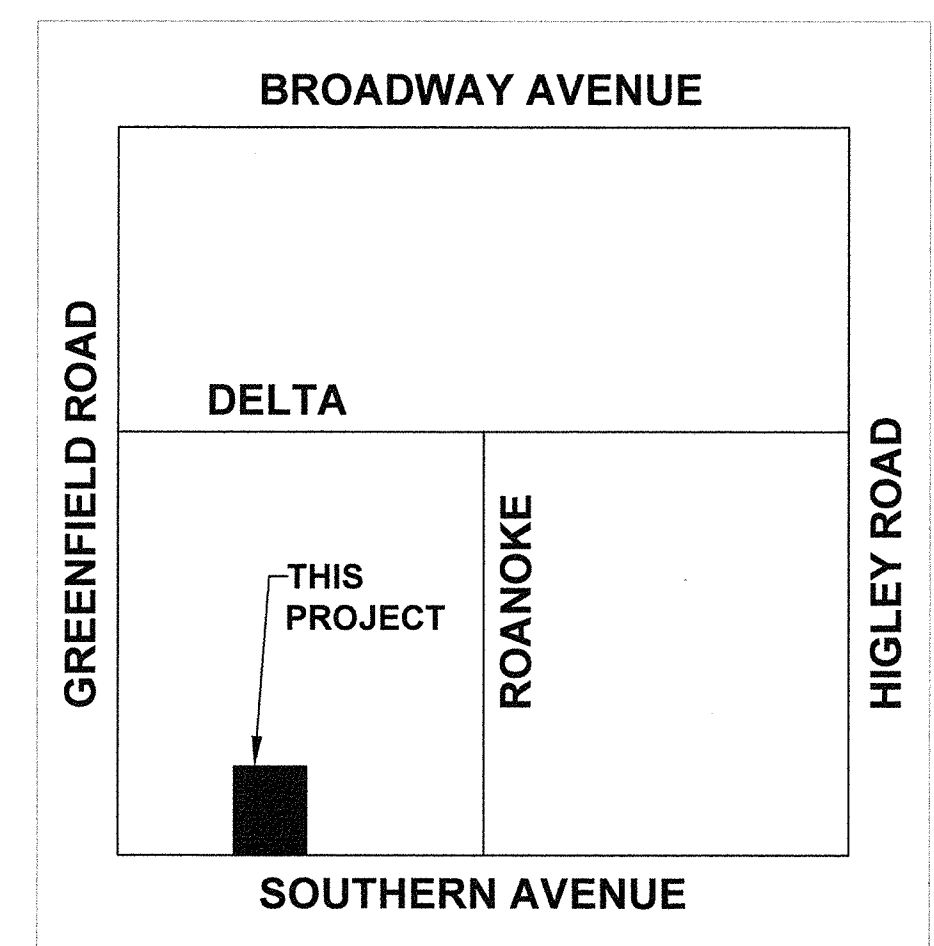 BROADWAY AVENUE
GREENFIELD ROAD
DELTA
THIS
PROJECT
ROANOKE
HIGLEY ROAD
SOUTHERN AVENUE